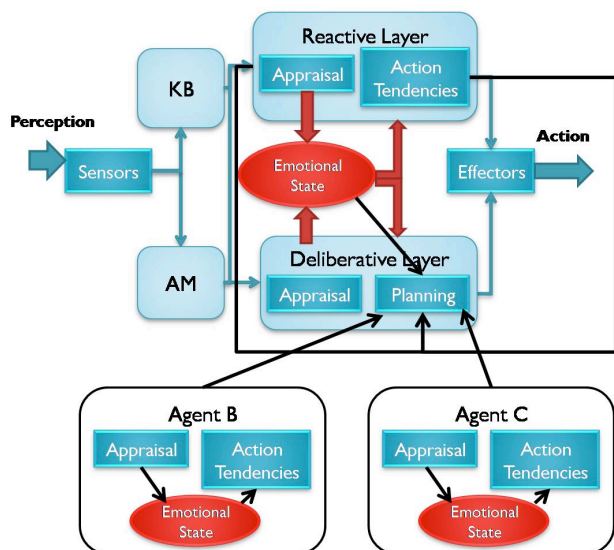 Reactive Layer
Appraisal
Action
Tendencies
KB
Perception
Sensors
Emotional
State
Action
Effectors
AM
Deliberative Layer
Appraisal
Planning
Agent B
Appraisal
Action
Tendencies
Emotional
State
Agent C
Appraisal
Action
Tendencies
Emotional
State